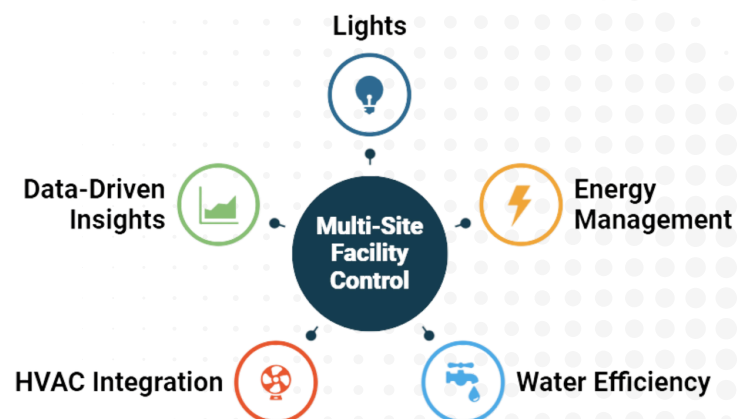 Lights
Data-Driven
Insights
Energy
Management
Multi-Site
Facility
Control
HVAC Integration
Water Efficiency